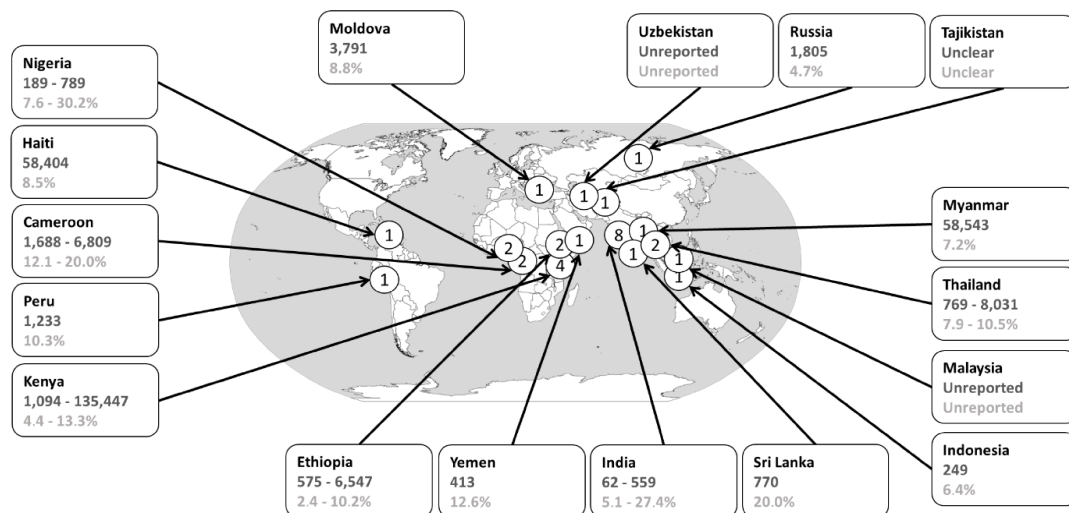 Moldova
3,791
8.8%
Uzbekistan
Unreported
Unreported
Russia
1,805
4.7%
Tajikistan
Unclear
Unclear
Nigeria
189 - 789
7.6 - 30.2%
Haiti
58,404
8.5%
Cameroon
1,688 - 6,809
12.1 - 20.0%
Peru
1,233
10.3%
Kenya
1,094 - 135,447
4.4 - 13.3%
1
1
1
1
1
2
2
2
4
1
8
1
1
2
1
1
1
Myanmar
58,543
7.2%
Thailand
769 - 8,031
7.9 - 10.5%
Malaysia
Unreported
Unreported
Indonesia
249
6.4%
Ethiopia
575 - 6,547
2.4 - 10.2%
Yemen
413
12.6%
India
62 - 559
5.1 - 27.4%
Sri Lanka
770
20.0%